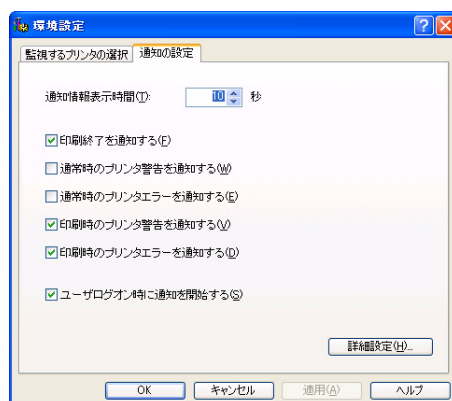 環境設定
監視するプリンタの選択 通知の設定
通知情報表示時間(T): 10 秒
印刷終了を通知する(F)
通常時のプリンタ警告を通知する(W)
通常時のプリンタエラーを通知する(E)
印刷時のプリンタ警告を通知する(V)
印刷時のプリンタエラーを通知する(D)
ユーザログオン時に通知を開始する(S)
詳細設定(H)...
OK キャンセル 適用(A) ヘルプ